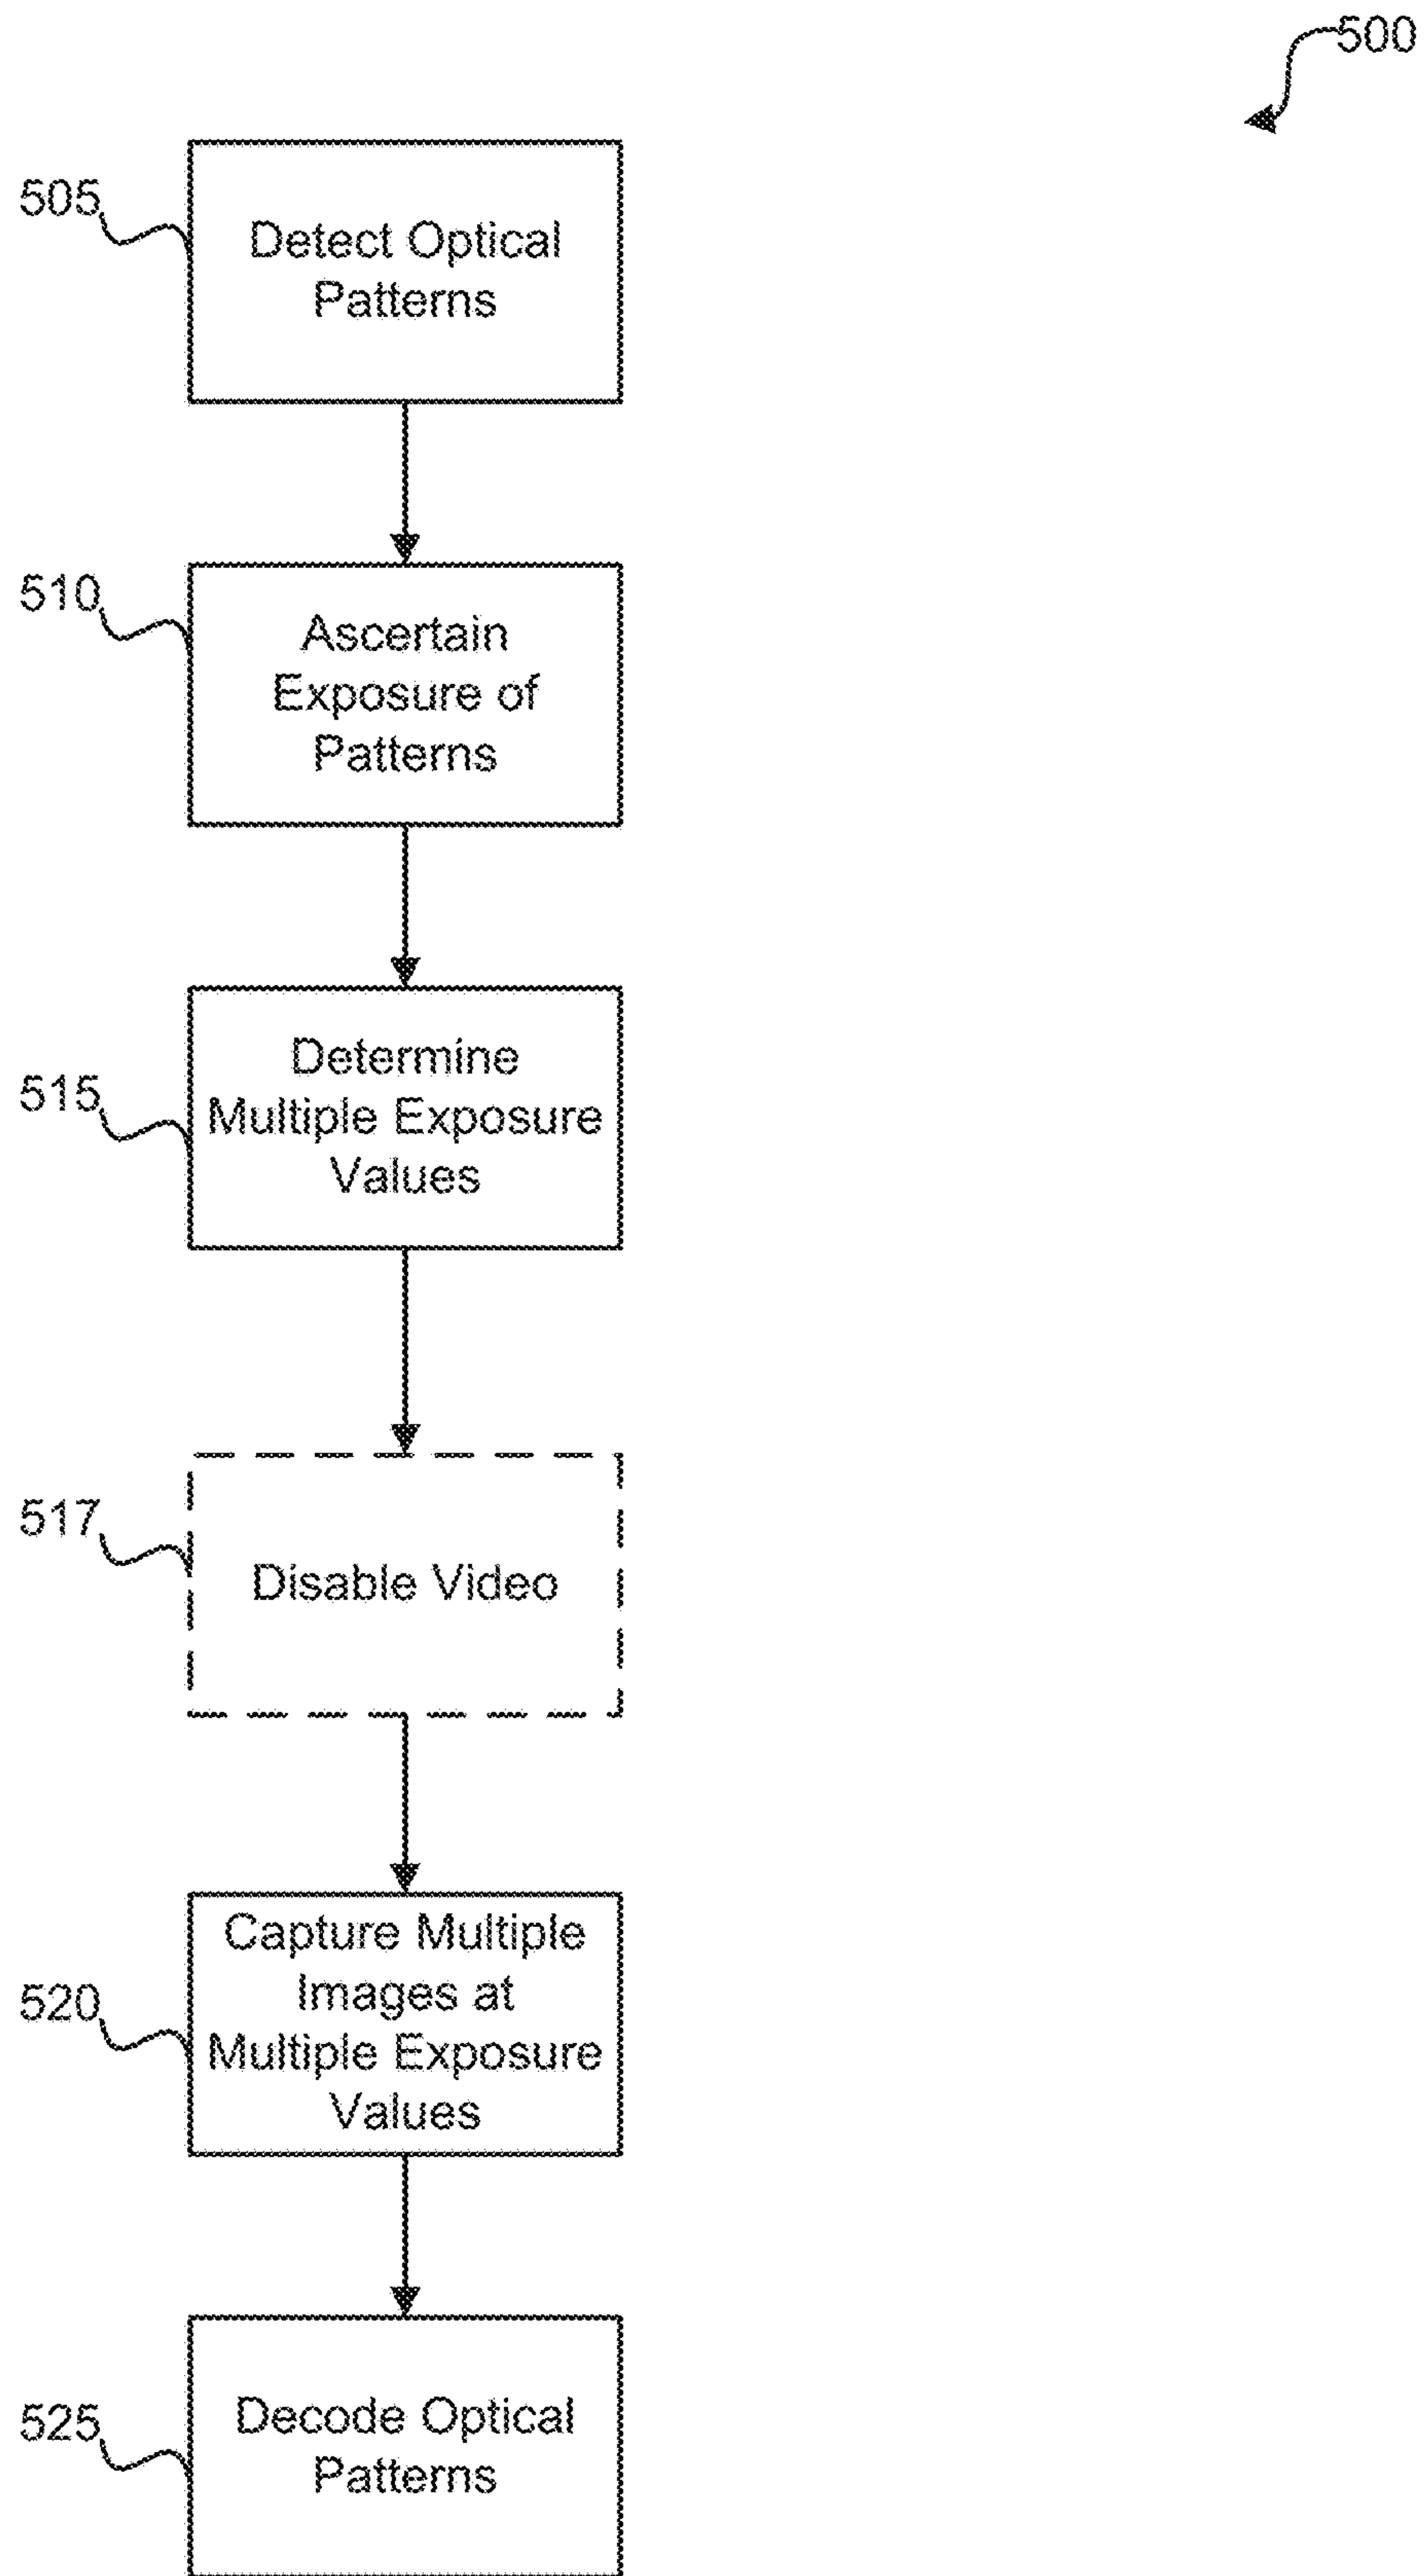 500
505
Detect Optical
Patterns
510
Ascertain
Exposure of
Patterns
515
Determine
Multiple Exposure
Values
517
Disable Video
520
Capture Multiple
Images at
Multiple Exposure
Values
525
Decode Optical
Patterns